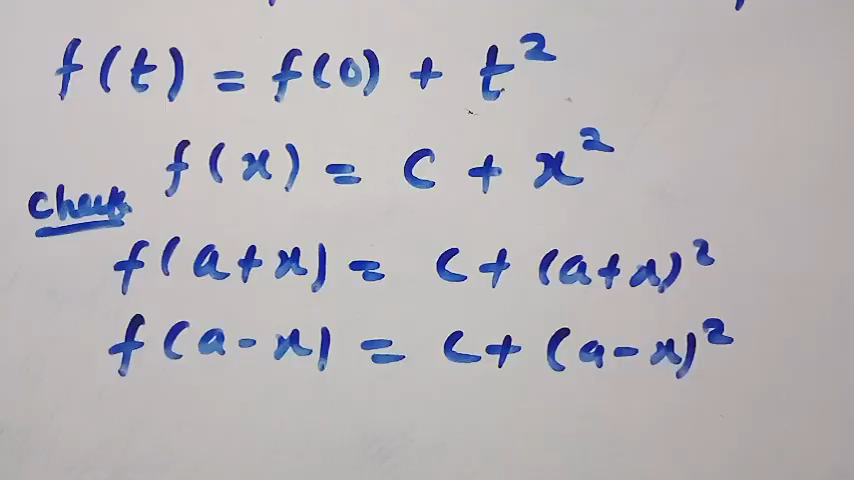 f(t) = f(0) + t²
f(x) = c + x²
Check
f(a+x) = c + (a+x)²
f(a-x) = c + (a-x)²